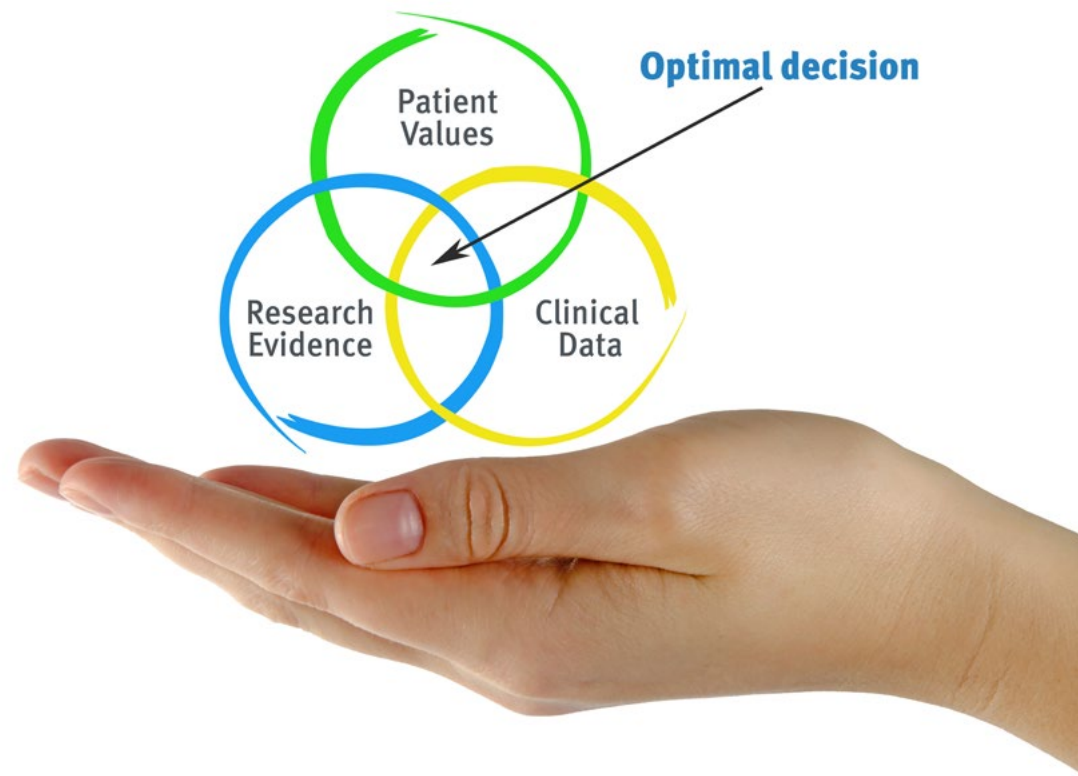 Optimal decision
Patient
Values
Research
Evidence
Clinical
Data